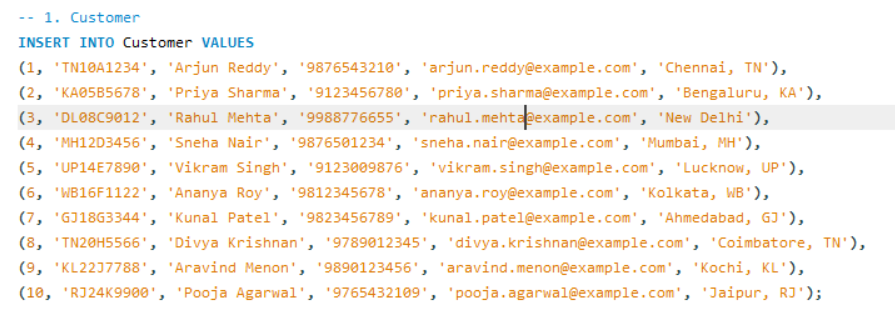 -- 1. Customer
INSERT INTO Customer VALUES
(1, 'TN10A1234', 'Arjun Reddy', '9876543210', 'arjun.reddy@example.com', 'Chennai, TN'),
(2, 'KA05B5678', 'Priya Sharma', '9123456780', 'priya.sharma@example.com', 'Bengaluru, KA'),
(3, 'DL08C9012', 'Rahul Mehta', '9988776655', 'rahul.mehta@example.com', 'New Delhi'),
(4, 'MH12D3456', 'Sneha Nair', '9876501234', 'sneha.nair@example.com', 'Mumbai, MH'),
(5, 'UP14E7890', 'Vikram Singh', '9123009876', 'vikram.singh@example.com', 'Lucknow, UP'),
(6, 'WB16F1122', 'Ananya Roy', '9812345678', 'ananya.roy@example.com', 'Kolkata, WB'),
(7, 'GJ18G3344', 'Kunal Patel', '9823456789', 'kunal.patel@example.com', 'Ahmedabad, GJ'),
(8, 'TN20H5566', 'Divya Krishnan', '9789012345', 'divya.krishnan@example.com', 'Coimbatore, TN'),
(9, 'KL22J7788', 'Aravind Menon', '9890123456', 'aravind.menon@example.com', 'Kochi, KL'),
(10, 'RJ24K9900', 'Pooja Agarwal', '9765432109', 'pooja.agarwal@example.com', 'Jaipur, RJ');